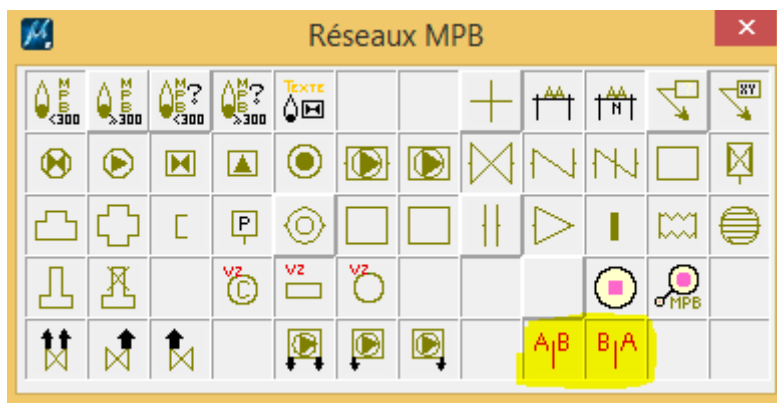 Réseaux MPB
MPB <300
MPB ≥300
MPB? <300
MPB? ≥300
TEXTE
N
XY
P
VZ C
VZ
VZ
MPB
A|B
B|A